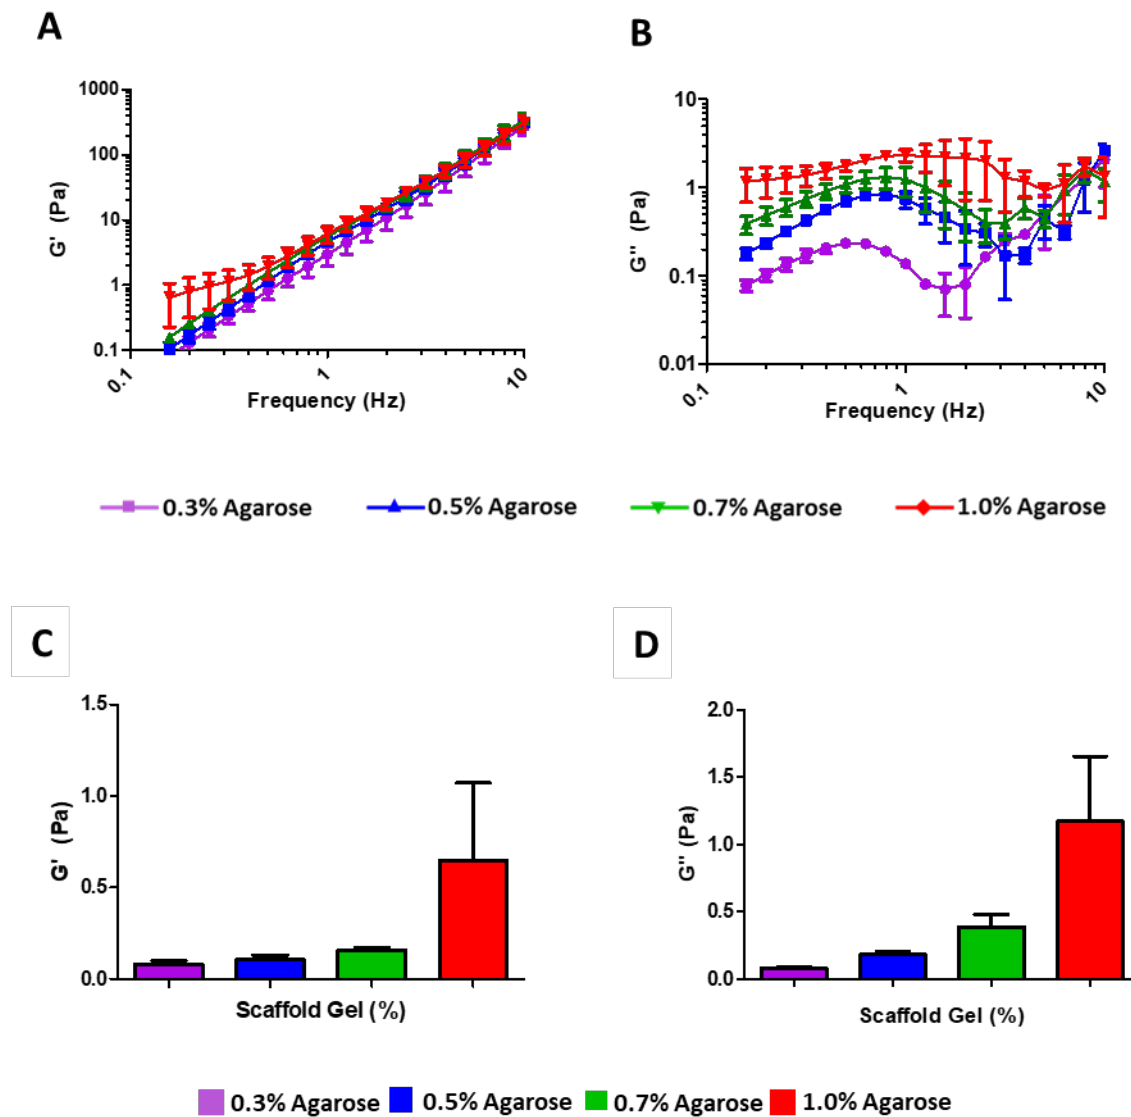 A
B
G' (Pa)
1000
100
10
1
0.1
0.1
1
10
Frequency (Hz)
G'' (Pa)
10
1
0.1
0.01
0.1
1
10
Frequency (Hz)
0.3% Agarose 0.5% Agarose 0.7% Agarose 1.0% Agarose
C
D
G' (Pa)
1.5
1.0
0.5
0.0
Scaffold Gel (%)
G'' (Pa)
2.0
1.5
1.0
0.5
0.0
Scaffold Gel (%)
0.3% Agarose 0.5% Agarose 0.7% Agarose 1.0% Agarose